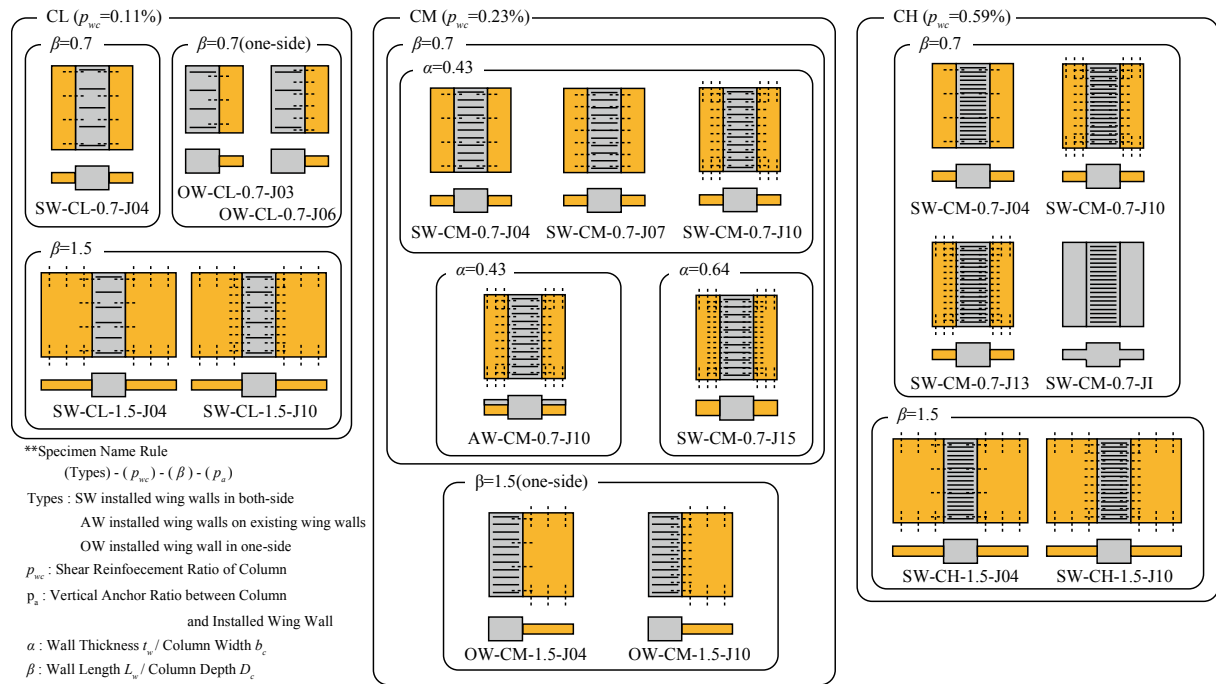 CL (p_wc=0.11%)
β=0.7
SW-CL-0.7-J04
β=0.7(one-side)
OW-CL-0.7-J03
OW-CL-0.7-J06
β=1.5
SW-CL-1.5-J04
SW-CL-1.5-J10
**Specimen Name Rule
(Types) - ( p_wc ) - ( β ) - ( p_a )
Types : SW installed wing walls in both-side
AW installed wing walls on existing wing walls
OW installed wing wall in one-side
p_wc : Shear Reinfoecement Ratio of Column
p_a : Vertical Anchor Ratio between Column
and Installed Wing Wall
α : Wall Thickness t_w / Column Width b_c
β : Wall Length L_w / Column Depth D_c
CM (p_wc=0.23%)
β=0.7
α=0.43
SW-CM-0.7-J04
SW-CM-0.7-J07
SW-CM-0.7-J10
α=0.43
AW-CM-0.7-J10
α=0.64
SW-CM-0.7-J15
β=1.5(one-side)
OW-CM-1.5-J04
OW-CM-1.5-J10
CH (p_wc=0.59%)
β=0.7
SW-CM-0.7-J04
SW-CM-0.7-J10
SW-CM-0.7-J13
SW-CM-0.7-JI
β=1.5
SW-CH-1.5-J04
SW-CH-1.5-J10